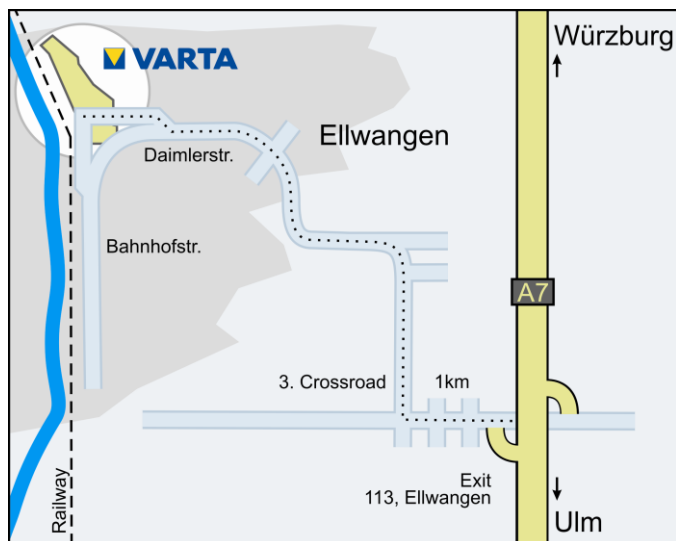 Würzburg
VARTA
Ellwangen
Daimlerstr.
Bahnhofstr.
A7
3. Crossroad
1km
Exit
113, Ellwangen
Railway
Ulm